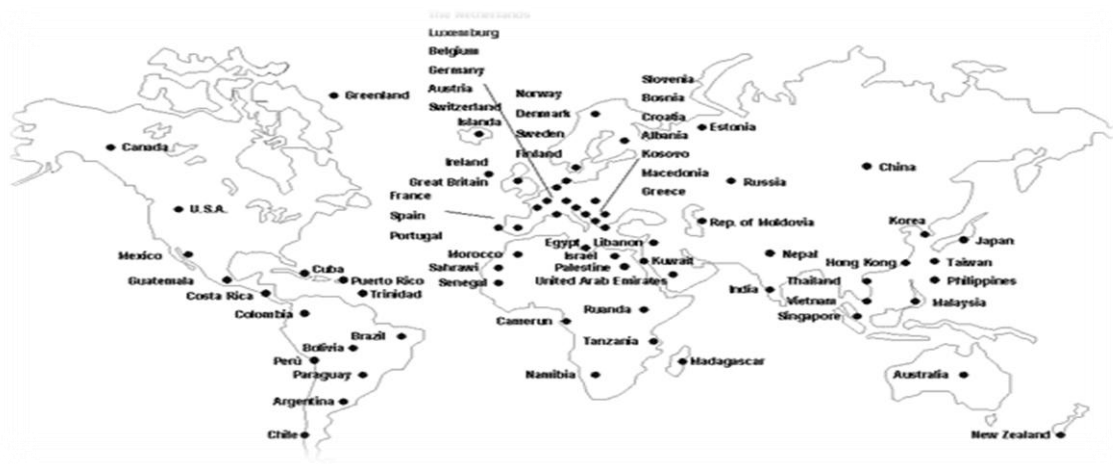 The Netherlands
Luxemburg
Belgium
Germany
Austria
Switzerland
Islanda
Norway
Denmark
Sweden
Finland
Slovenia
Bosnia
Croatia
Albania
Kosovo
Macedonia
Greece
Greenland
Estonia
Canada
Ireland
Great Britain
China
Russia
France
Spain
Portugal
U.S.A.
Rep. of Moldovia
Korea
Japan
Mexico
Egypt
Libanon
Morocco
Israel
Nepal
Hong Kong
Taiwan
Sahrawi
Palestine
Kuwait
Guatemala
Cuba
Puerto Rico
Senegal
United Arab Emirates
Thailand
Philippines
Costa Rica
Trinidad
India
Vietnam
Malaysia
Colombia
Camerun
Ruanda
Singapore
Brazil
Bolivia
Tanzania
Perù
Madagascar
Paraguay
Namibia
Australia
Argentina
Chile
New Zealand